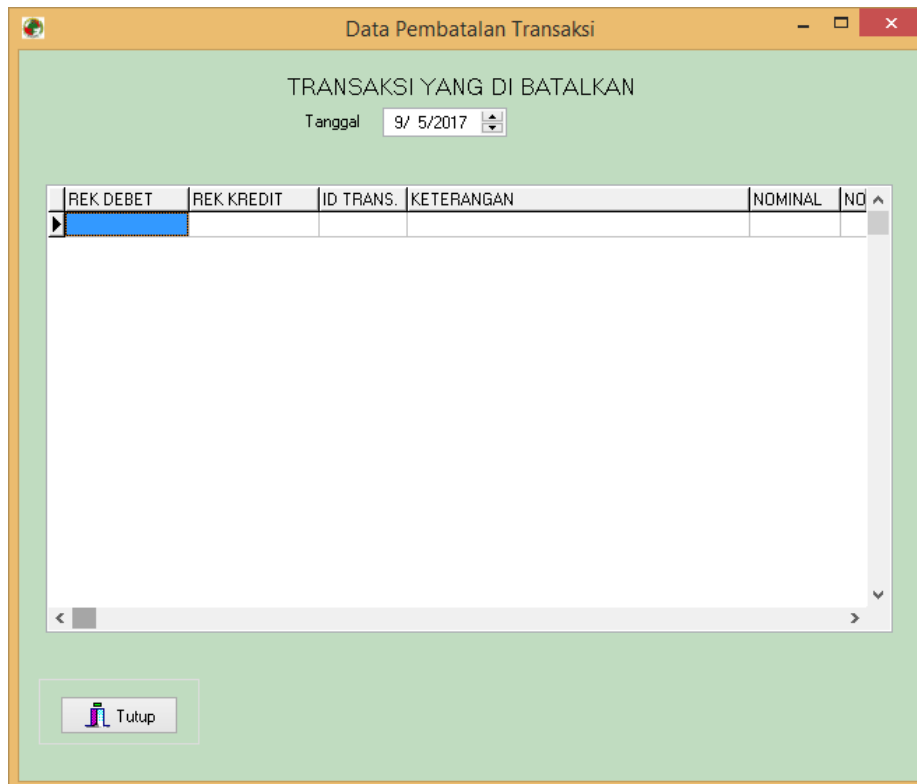 Data Pembatalan Transaksi
TRANSAKSI YANG DI BATALKAN
Tanggal 9/ 5/2017
REK DEBET REK KREDIT ID TRANS. KETERANGAN NOMINAL NO
Tutup